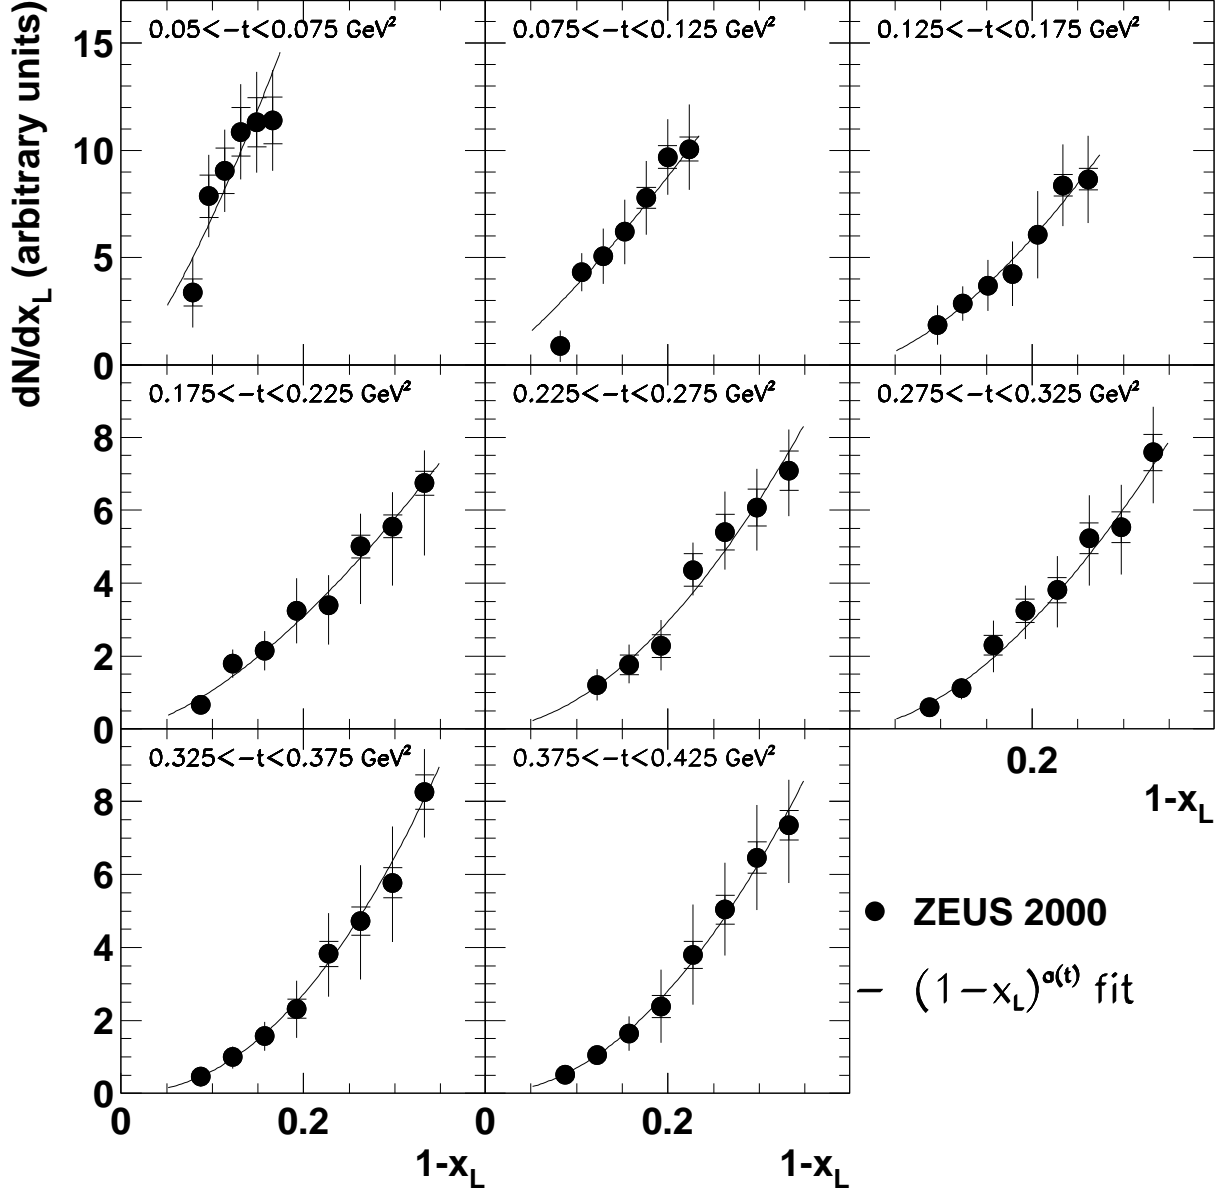 dN/dx_L (arbitrary units)
0.05<-t<0.075 GeV²
0.075<-t<0.125 GeV²
0.125<-t<0.175 GeV²
15
10
5
0
0.175<-t<0.225 GeV²
0.225<-t<0.275 GeV²
0.275<-t<0.325 GeV²
8
6
4
2
0
0.2
1-x_L
0.325<-t<0.375 GeV²
0.375<-t<0.425 GeV²
8
6
4
2
0
0 0.2 0 0.2
1-x_L 1-x_L
ZEUS 2000
(1-x_L)^a(t) fit